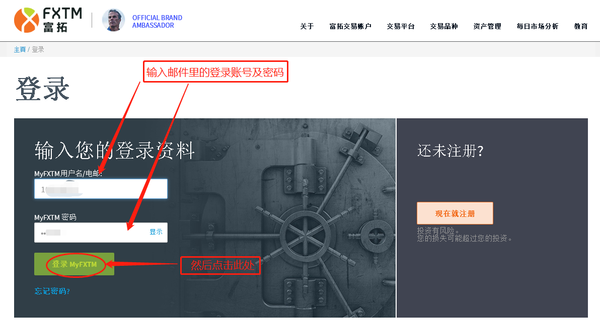 FXTM
富拓
OFFICIAL BRAND
AMBASSADOR
关于 富拓交易账户 交易平台 交易品种 资产管理 每日市场分析 教育
主頁 / 登录
输入邮件里的登录账号及密码
登录
输入您的登录资料
MyFXTM用户名/电邮:
MyFXTM 密码
显示
登录 MyFXTM
然后点击此处
忘记密码?
还未注册?
现在就注册
投资有风险。
您的损失可能超过您的投资。